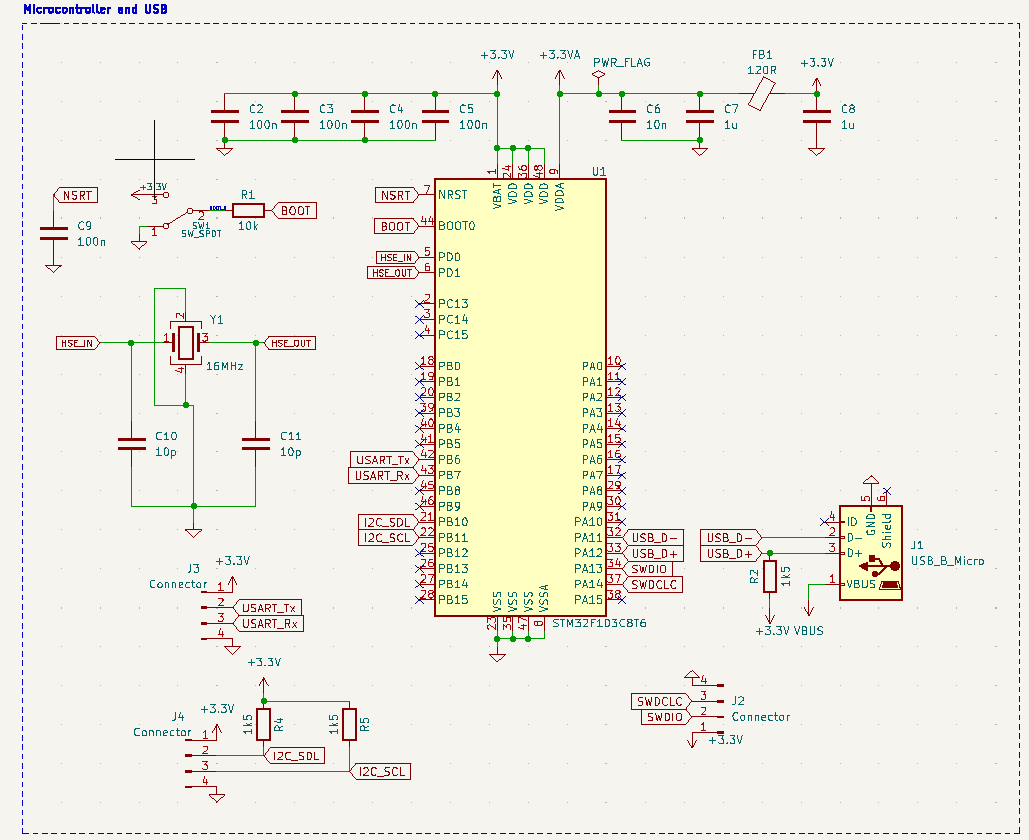 Microcontroller and USB
+3.3V
+3.3VA
PWR_FLAG
FB1
120R
+3.3V
C2
100n
C3
100n
C4
100n
C5
100n
C6
10n
C7
1u
C8
1u
1
24
36
48
9
U1
VBAT
VDD
VDD
VDD
VDDA
NSRT
C9
100n
+3.3V
3
2
1
SW1
SW_SPDT
R1
10k
BOOT
NSRT 7 NRST
BOOT 44 BOOT0
HSE_IN 5 PD0
HSE_OUT 6 PD1
2 PC13
3 PC14
4 PC15
HSE_IN
1
2
3
4
Y1
16MHz
HSE_OUT
C10
10p
C11
10p
18 PB0
19 PB1
20 PB2
39 PB3
40 PB4
41 PB5
USART_Tx 42 PB6
USART_Rx 43 PB7
45 PB8
46 PB9
I2C_SDL 21 PB10
I2C_SCL 22 PB11
25 PB12
26 PB13
27 PB14
28 PB15
PA0 10
PA1 11
PA2 12
PA3 13
PA4 14
PA5 15
PA6 16
PA7 17
PA8 29
PA9 30
PA10 31
PA11 32 USB_D-
PA12 33 USB_D+
PA13 34 SWDIO
PA14 37 SWDCLC
PA15 38
VSS
VSS
VSS
VSSA
23
35
47
8
STM32F103C8T6
USB_D-
USB_D+
R2
1k5
+3.3V
VBUS
5
6
GND
Shield
4 ID
2 D-
3 D+
1 VBUS
J1
USB_B_Micro
J3
Connector
+3.3V
1
2 USART_Tx
3 USART_Rx
4
+3.3V
1k5
R4
1k5
R5
J4
Connector
+3.3V
1
2
3
4
I2C_SDL
I2C_SCL
4
SWDCLC 3
SWDIO 2
1
+3.3V
J2
Connector